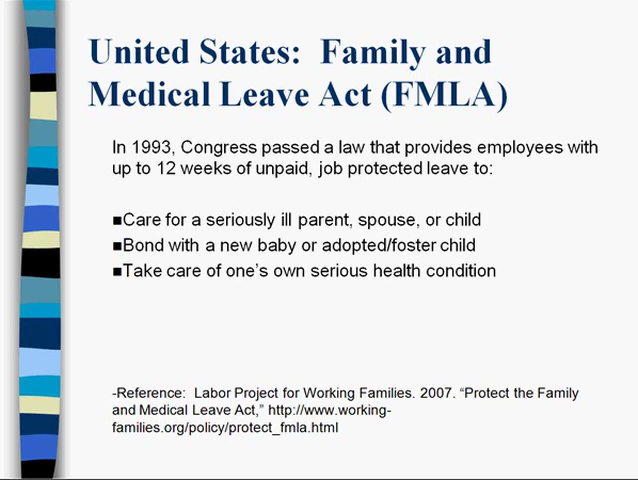 United States:  Family and
Medical Leave Act (FMLA)
In 1993, Congress passed a law that provides employees with
up to 12 weeks of unpaid, job protected leave to:
■Care for a seriously ill parent, spouse, or child
■Bond with a new baby or adopted/foster child
■Take care of one’s own serious health condition
-Reference:  Labor Project for Working Families. 2007. “Protect the Family
and Medical Leave Act,” http://www.working-
families.org/policy/protect_fmla.html